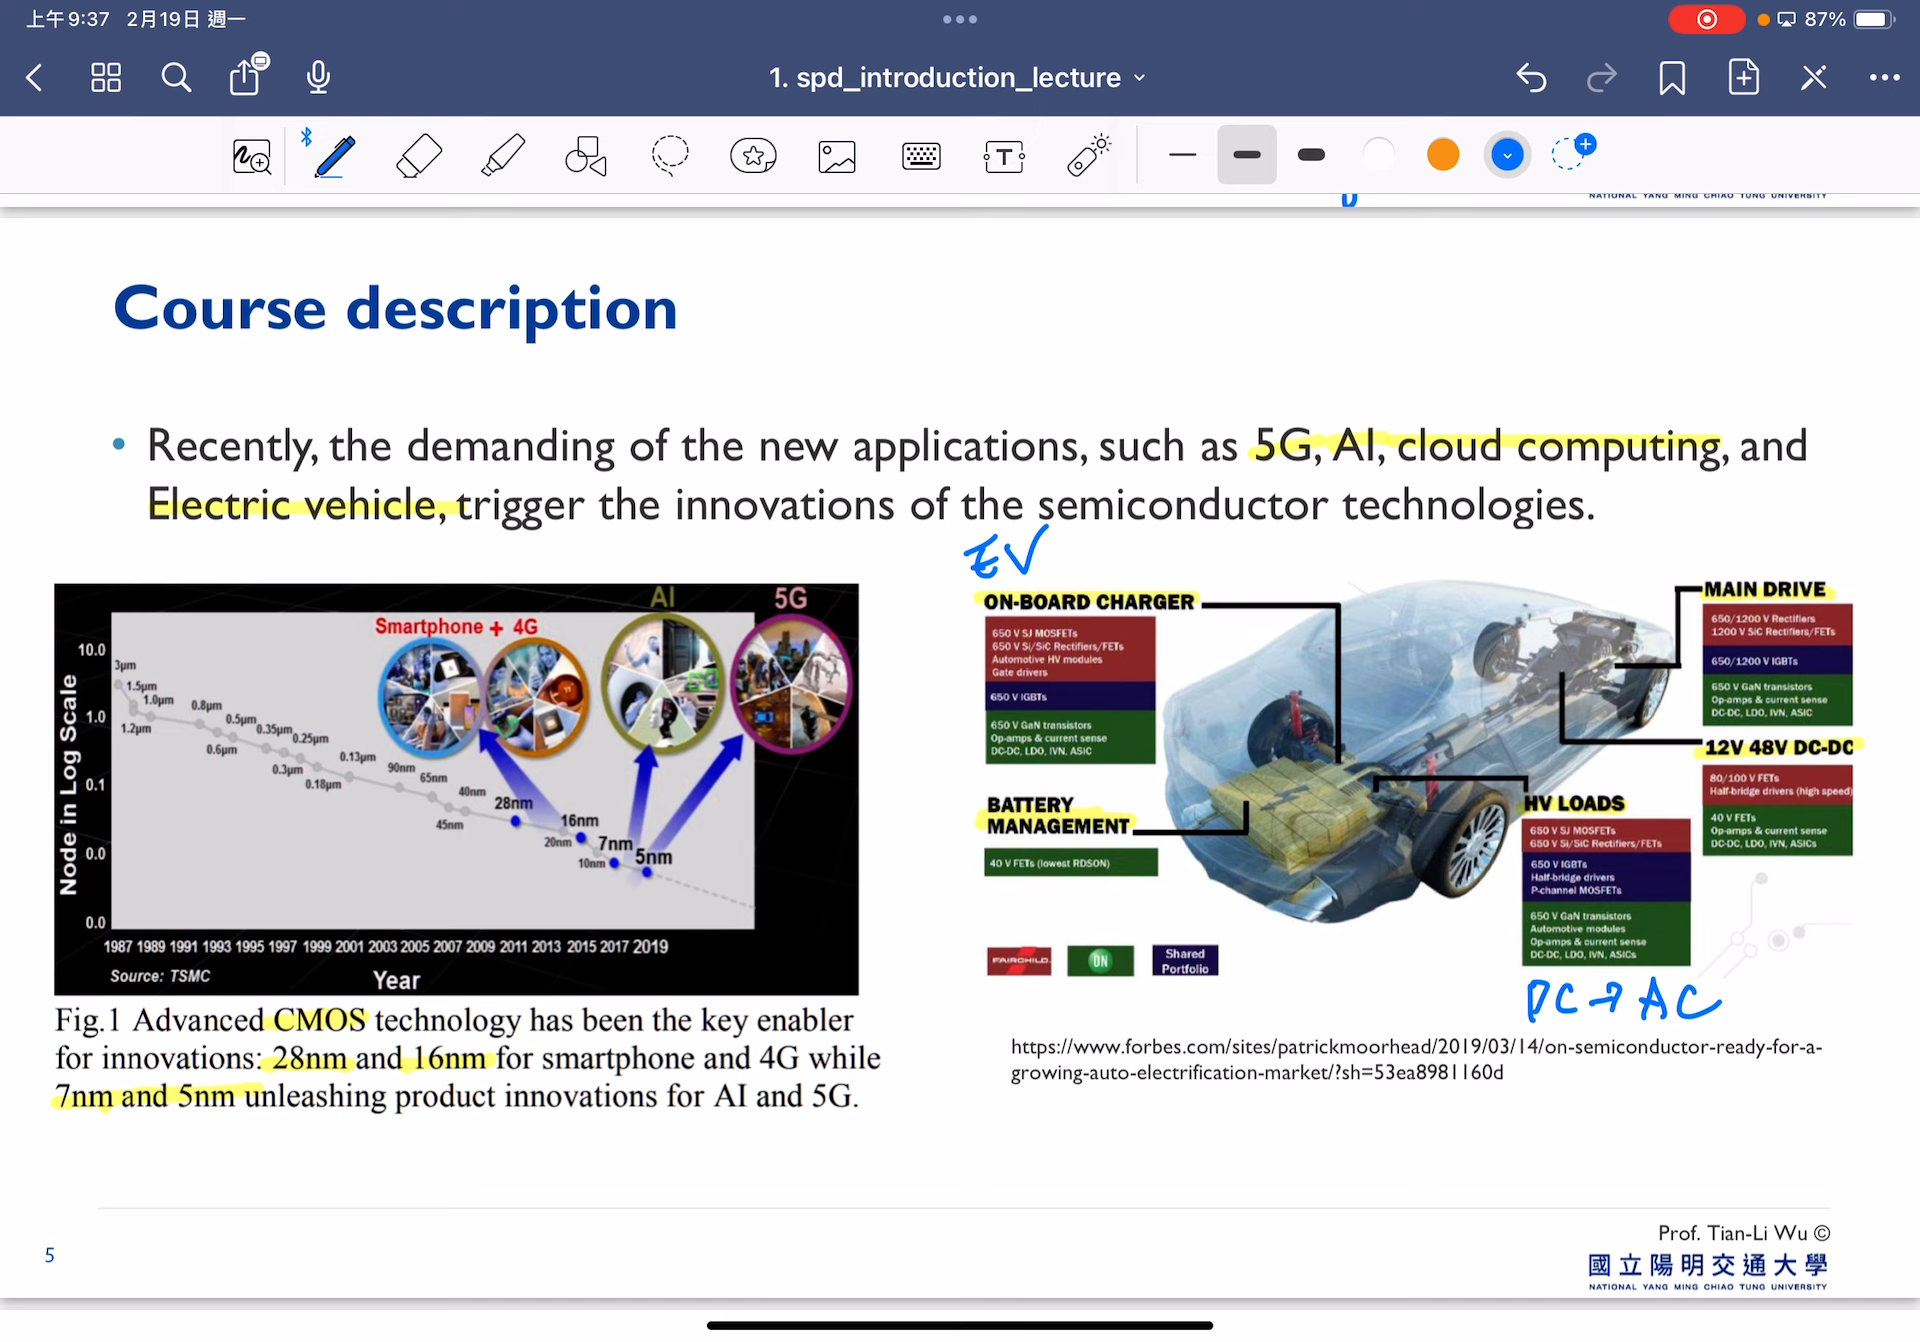 上午9:37 2月19日 週一
87%
1. spd_introduction_lecture
NATIONAL YANG MING CHIAO TUNG UNIVERSITY
Course description
• Recently, the demanding of the new applications, such as 5G, AI, cloud computing, and
Electric vehicle, trigger the innovations of the semiconductor technologies.
EV
AI
5G
Smartphone + 4G
Node in Log Scale
10.0
1.0
0.1
0.0
0.0
3μm
1.5μm
1.0μm
1.2μm
0.8μm
0.6μm
0.5μm
0.35μm
0.3μm
0.25μm
0.18μm
0.13μm
90nm
65nm
45nm
40nm
28nm
20nm
16nm
10nm
7nm
5nm
1987 1989 1991 1993 1995 1997 1999 2001 2003 2005 2007 2009 2011 2013 2015 2017 2019
Source: TSMC
Year
Fig.1 Advanced CMOS technology has been the key enabler
for innovations: 28nm and 16nm for smartphone and 4G while
7nm and 5nm unleashing product innovations for AI and 5G.
ON-BOARD CHARGER
650 V SJ MOSFETs
650 V Si/SiC Rectifiers/FETs
Automotive HV modules
Gate drivers
650 V IGBTs
650 V GaN transistors
Op-amps & current sense
DC-DC, LDO, IVN, ASIC
BATTERY
MANAGEMENT
40 V FETs (lowest RDSON)
FAIRCHILD
ON
Shared
Portfolio
MAIN DRIVE
650/1200 V Rectifiers
1200 V SiC Rectifiers/FETs
650/1200 V IGBTs
650 V GaN transistors
Op-amps & current sense
DC-DC, LDO, IVN, ASIC
12V 48V DC-DC
80/100 V FETs
Half-bridge drivers (high speed)
40 V FETs
Op-amps & current sense
DC-DC, LDO, IVN, ASICs
HV LOADS
650 V SJ MOSFETs
650 V Si/SiC Rectifiers/FETs
650 V IGBTs
Half-bridge drivers
P-channel MOSFETs
650 V GaN transistors
Automotive modules
Op-amps & current sense
DC-DC, LDO, IVN, ASICs
DC → AC
https://www.forbes.com/sites/patrickmoorhead/2019/03/14/on-semiconductor-ready-for-a-
growing-auto-electrification-market/?sh=53ea8981160d
5
Prof. Tian-Li Wu ©
國立陽明交通大學
NATIONAL YANG MING CHIAO TUNG UNIVERSITY